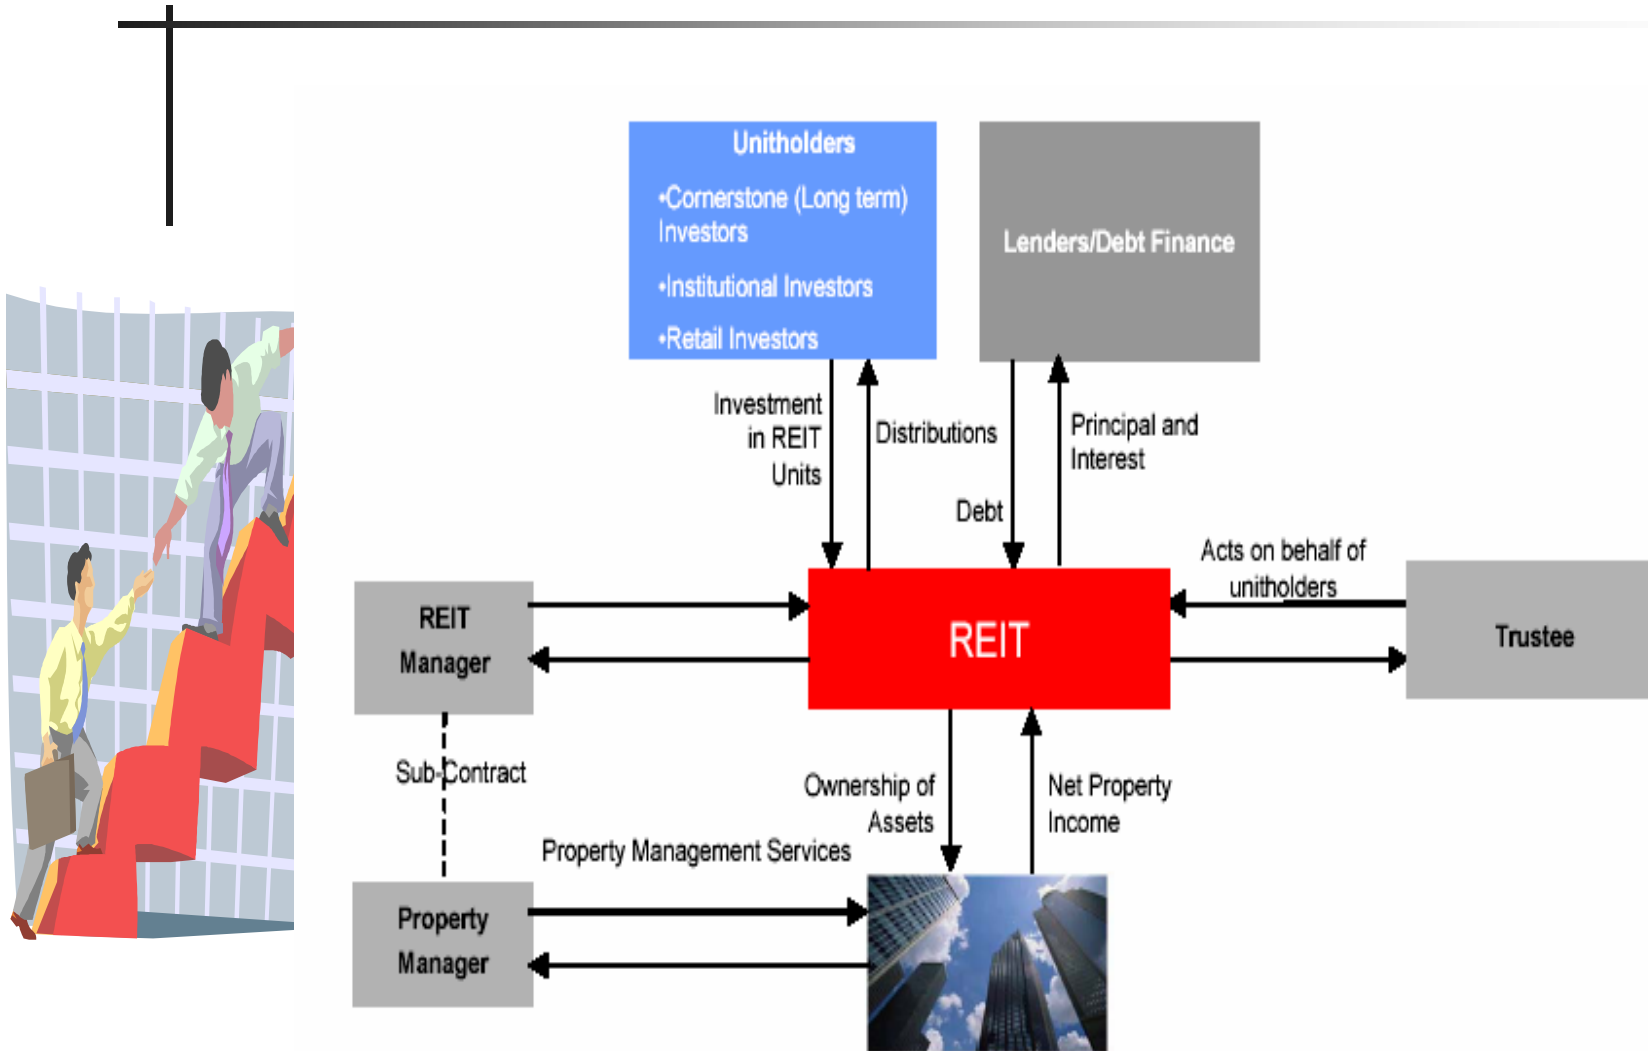 Unitholders
•Cornerstone (Long term)
Investors
•Institutional Investors
•Retail Investors
Lenders/Debt Finance
Investment
in REIT
Units
Distributions
Debt
Principal and
Interest
Acts on behalf of
unitholders
REIT
Manager
REIT
Trustee
Sub-Contract
Ownership of
Assets
Net Property
Income
Property Management Services
Property
Manager